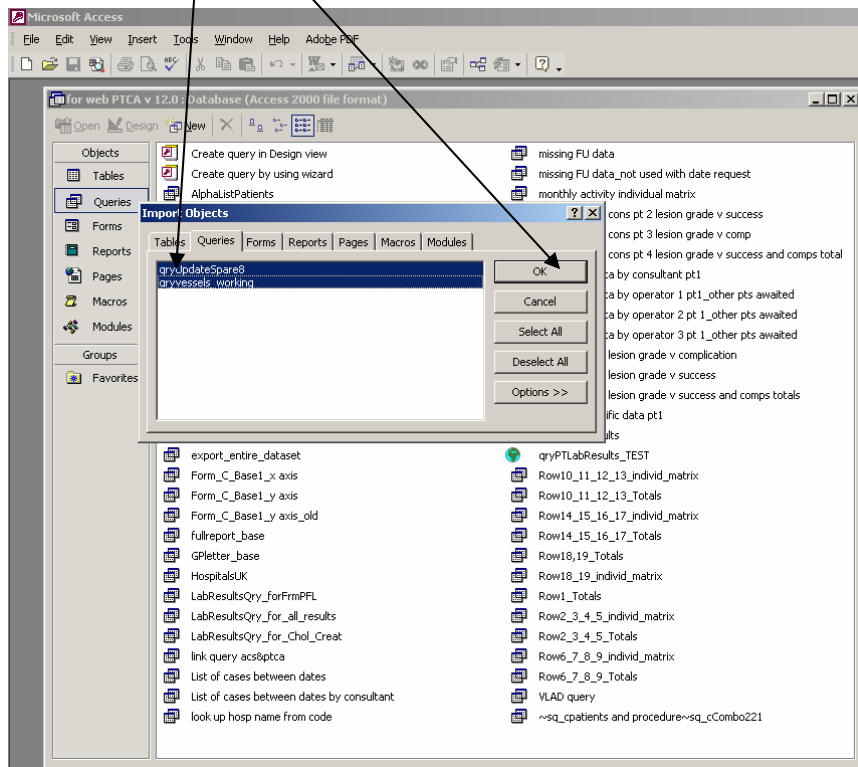 Microsoft Access
File Edit View Insert Tools Window Help Adobe PDF
for web PTCA v 12.0 : Database (Access 2000 file format)
Open Design New
Objects
Tables
Queries
Forms
Reports
Pages
Macros
Modules
Groups
Favorites
Create query in Design view
Create query by using wizard
AlphaListPatients
Import Objects
Tables Queries Forms Reports Pages Macros Modules
qryUpdateSpare8
qryvessels_working
OK
Cancel
Select All
Deselect All
Options >>
export_entire_dataset
Form_C_Base1_x axis
Form_C_Base1_y axis
Form_C_Base1_y axis_old
fullreport_base
GPletter_base
HospitalsUK
LabResultsQry_forFrmPFL
LabResultsQry_for_all_results
LabResultsQry_for_Chol_Creat
link query acs&ptca
List of cases between dates
List of cases between dates by consultant
look up hosp name from code
missing FU data
missing FU data_not used with date request
monthly activity individual matrix
cons pt 2 lesion grade v success
cons pt 3 lesion grade v comp
cons pt 4 lesion grade v success and comps total
a by consultant pt1
a by operator 1 pt1_other pts awaited
a by operator 2 pt 1_other pts awaited
a by operator 3 pt 1_other pts awaited
lesion grade v complication
lesion grade v success
lesion grade v success and comps totals
ific data pt1
ults
qryPTLabResults_TEST
Row10_11_12_13_individ_matrix
Row10_11_12_13_Totals
Row14_15_16_17_individ_matrix
Row14_15_16_17_Totals
Row18,19_Totals
Row18_19_individ_matrix
Row1_Totals
Row2_3_4_5_individ_matrix
Row2_3_4_5_Totals
Row6_7_8_9_individ_matrix
Row6_7_8_9_Totals
VLAD query
~sq_cpatients and procedure~sq_cCombo221